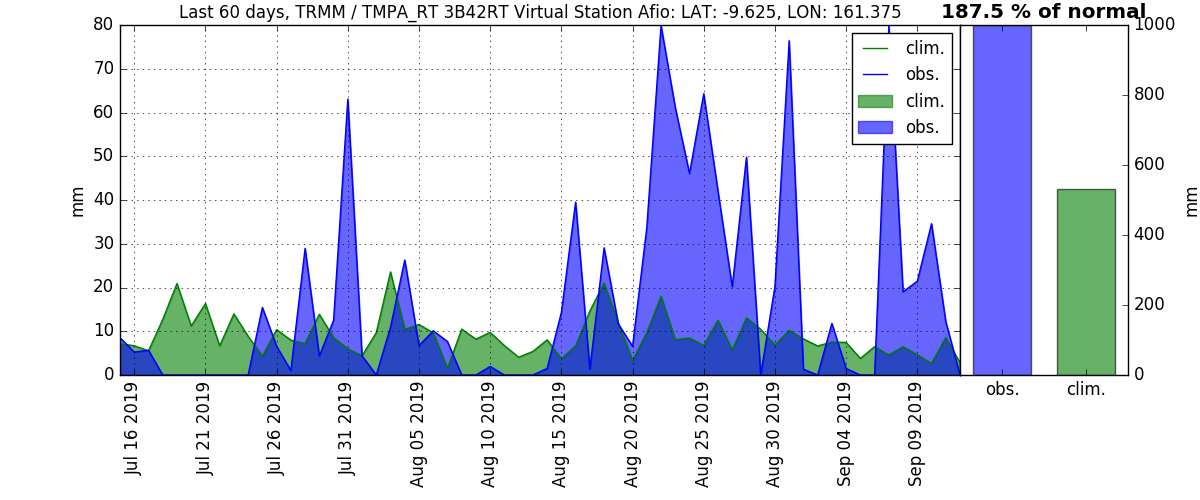 Last 60 days, TRMM / TMPA_RT 3B42RT Virtual Station Afio: LAT: -9.625, LON: 161.375
187.5 % of normal
80
70
60
50
40
30
20
10
0
mm
clim.
obs.
clim.
obs.
1000
800
600
400
200
0
mm
Jul 16 2019
Jul 21 2019
Jul 26 2019
Jul 31 2019
Aug 05 2019
Aug 10 2019
Aug 15 2019
Aug 20 2019
Aug 25 2019
Aug 30 2019
Sep 04 2019
Sep 09 2019
obs.
clim.